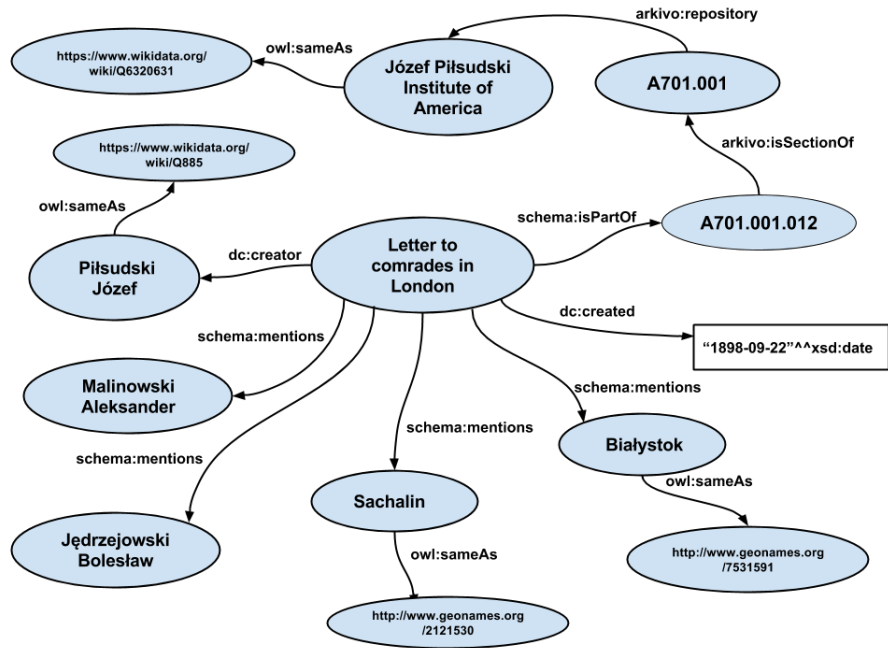 arkivo:repository
owl:sameAs
https://www.wikidata.org/
wiki/Q6320631
Józef Piłsudski
Institute of
America
A701.001
https://www.wikidata.org/
wiki/Q885
arkivo:isSectionOf
owl:sameAs
schema:isPartOf
A701.001.012
Letter to
comrades in
London
dc:creator
Piłsudski
Józef
dc:created
schema:mentions
“1898-09-22”^^xsd:date
Malinowski
Aleksander
schema:mentions
schema:mentions
schema:mentions
Białystok
owl:sameAs
Sachalin
Jędrzejowski
Bolesław
owl:sameAs
http://www.geonames.org
/7531591
http://www.geonames.org
/2121530